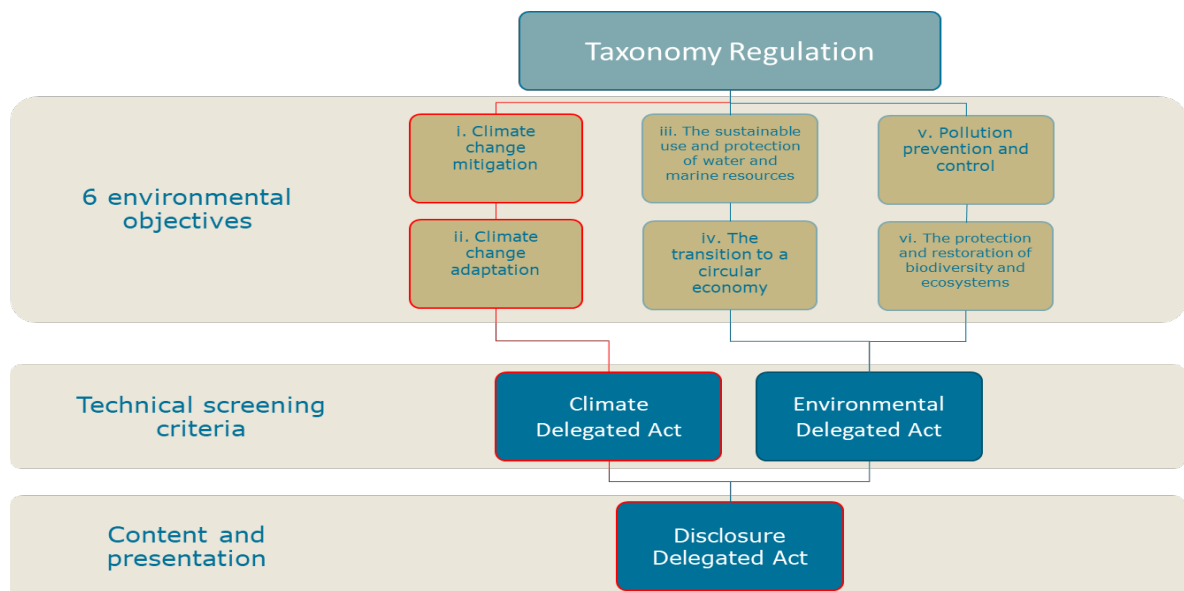 Taxonomy Regulation
6 environmental
objectives
i. Climate
change
mitigation
iii. The sustainable
use and protection
of water and
marine resources
v. Pollution
prevention and
control
ii. Climate
change
adaptation
iv. The
transition to a
circular
economy
vi. The protection
and restoration of
biodiversity and
ecosystems
Technical screening
criteria
Climate
Delegated Act
Environmental
Delegated Act
Content and
presentation
Disclosure
Delegated Act